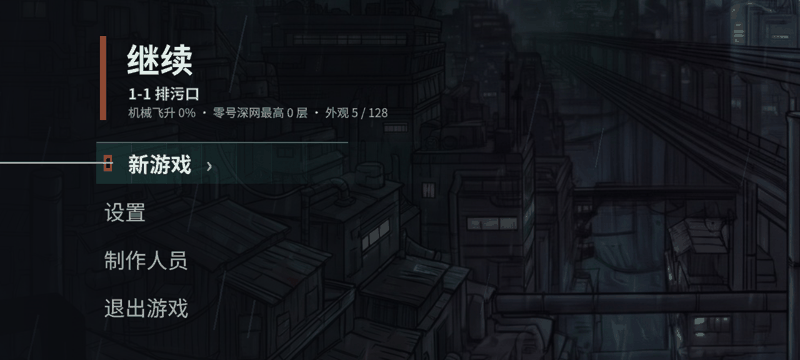 继续
1-1 排污口
机械飞升 0% · 零号深网最高 0 层 · 外观 5 / 128
新游戏 ›
设置
制作人员
退出游戏